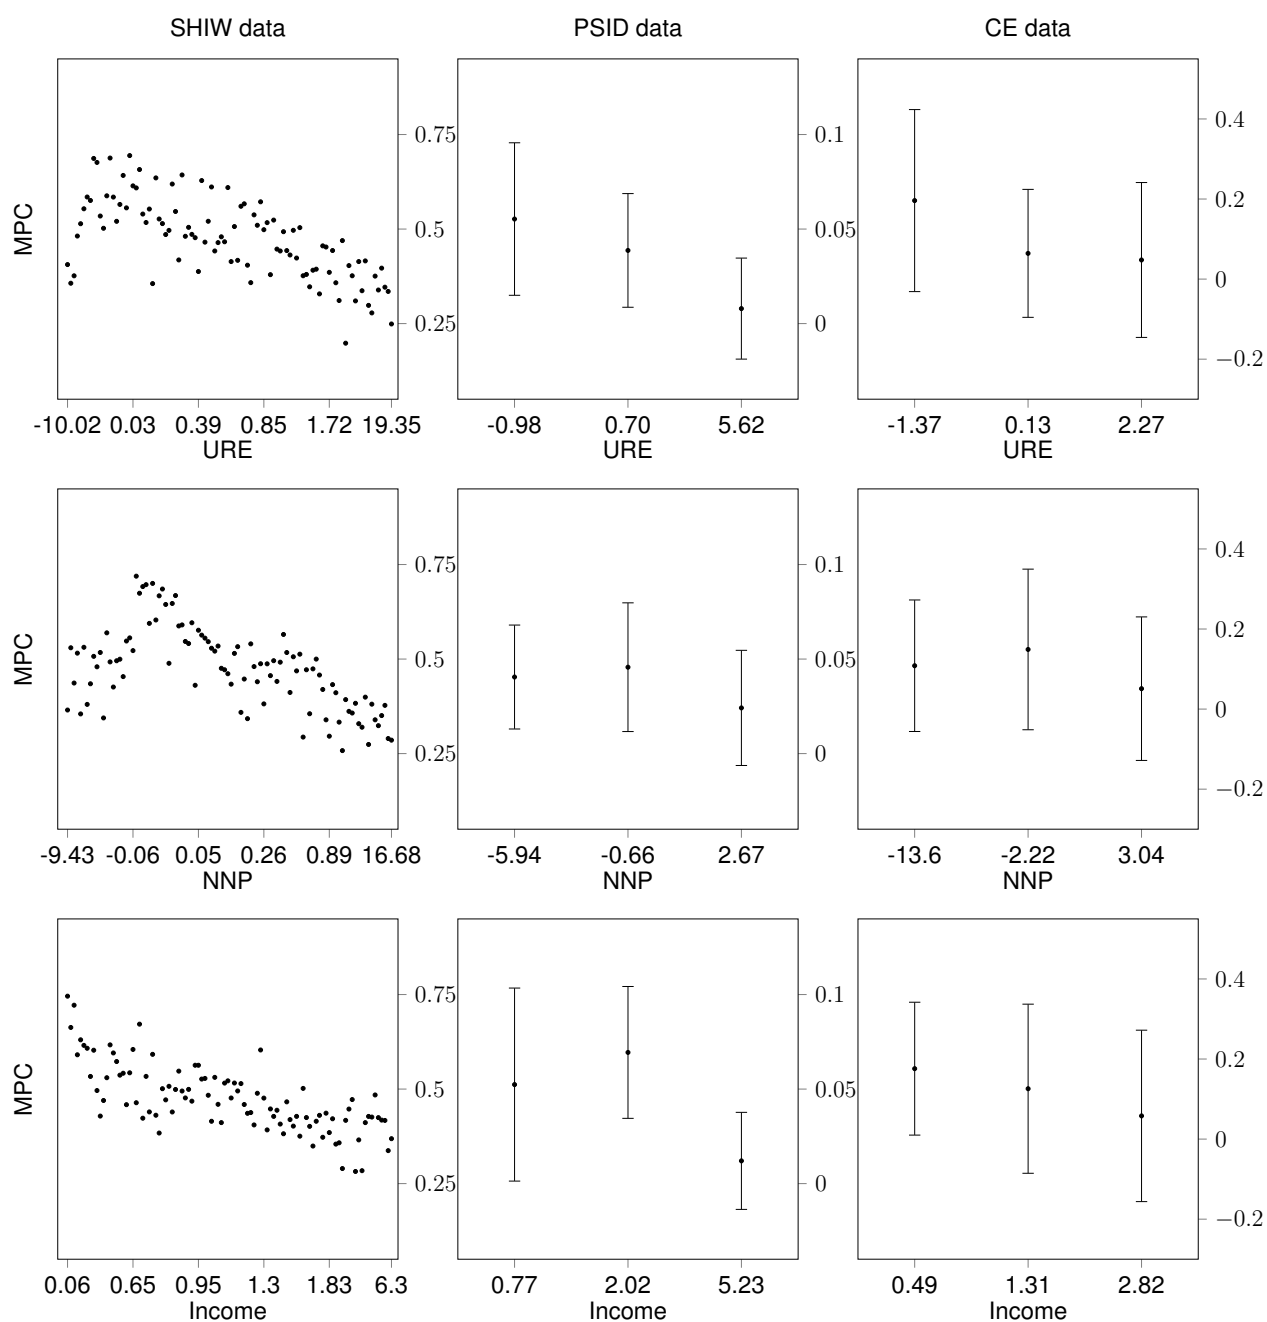 SHIW data PSID data CE data
MPC
0.75
0.5
0.25
-10.02 0.03 0.39 0.85 1.72 19.35
URE
0.1
0.05
0
-0.98 0.70 5.62
URE
0.4
0.2
0
−0.2
-1.37 0.13 2.27
URE
MPC
0.75
0.5
0.25
-9.43 -0.06 0.05 0.26 0.89 16.68
NNP
0.1
0.05
0
-5.94 -0.66 2.67
NNP
0.4
0.2
0
−0.2
-13.6 -2.22 3.04
NNP
MPC
0.75
0.5
0.25
0.06 0.65 0.95 1.3 1.83 6.3
Income
0.1
0.05
0
0.77 2.02 5.23
Income
0.4
0.2
0
−0.2
0.49 1.31 2.82
Income